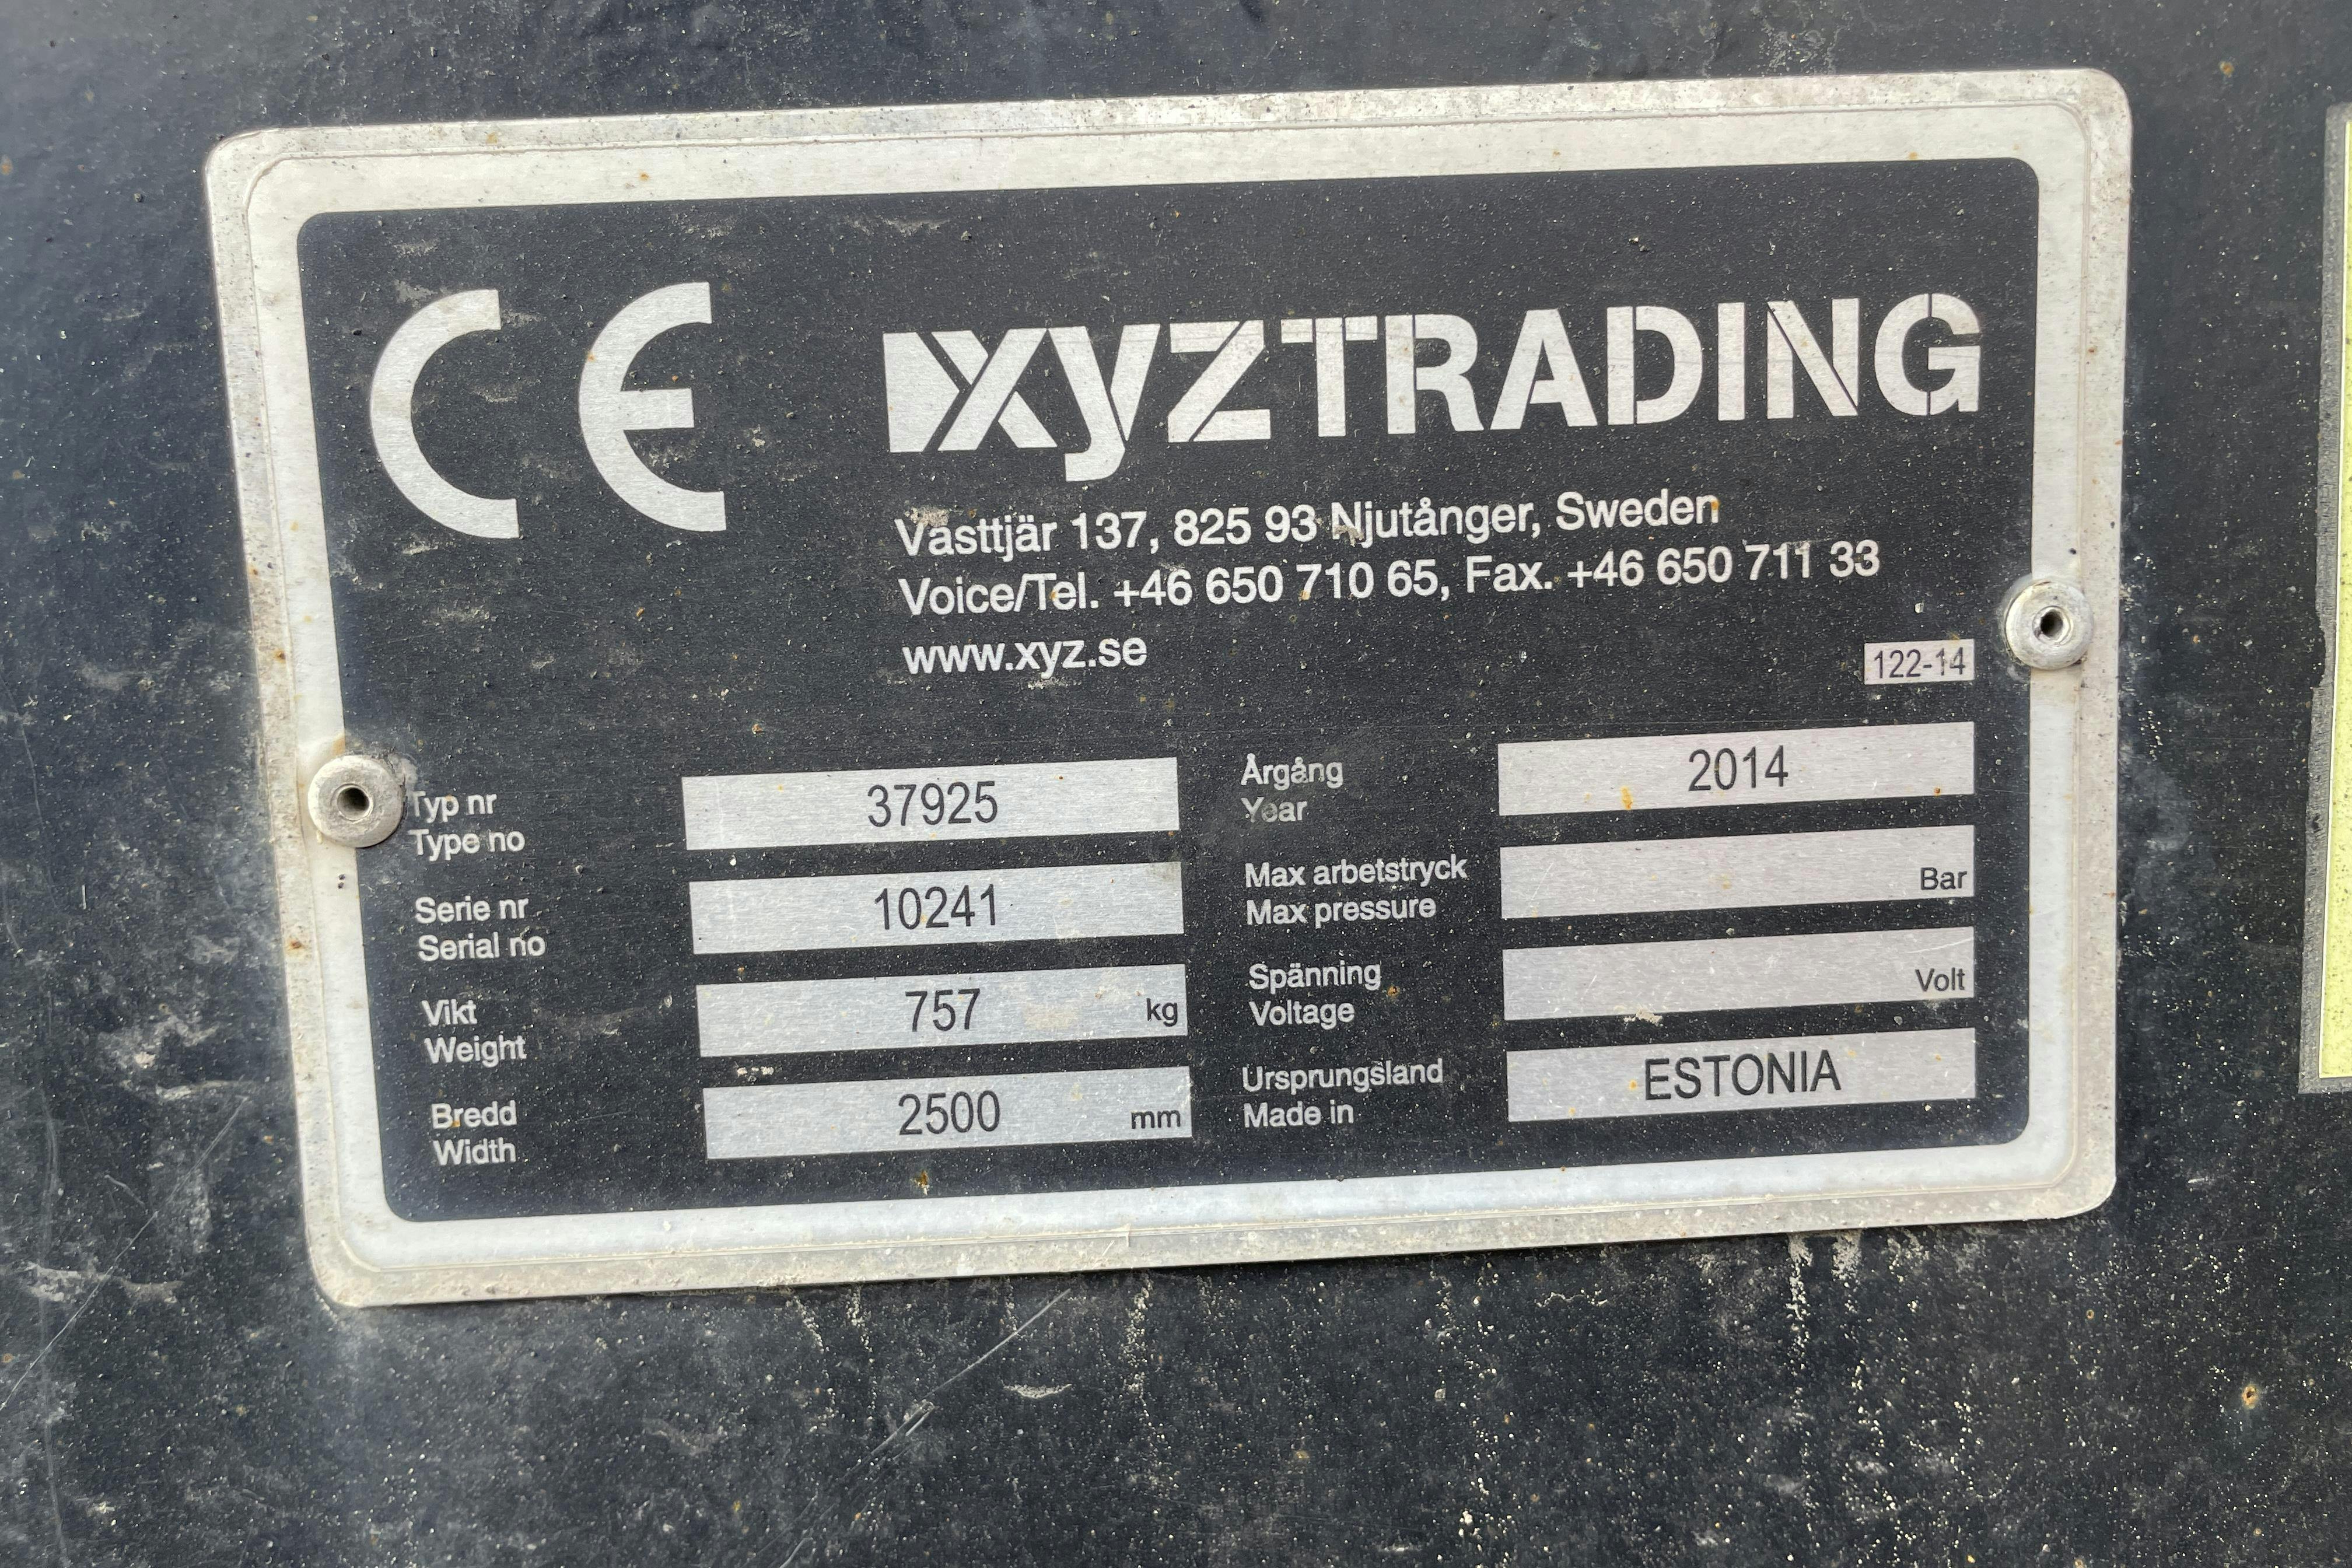 CE
xyzTRADING
Västtjär 137, 825 93 Njutånger, Sweden
Voice/Tel. +46 650 710 65, Fax. +46 650 711 33
www.xyz.se
122-14
Typ nr
Type no
37925
Serie nr
Serial no
10241
Vikt
Weight
757 kg
Bredd
Width
2500 mm
Årgång
Year
2014
Max arbetstryck
Max pressure
Bar
Spänning
Voltage
Volt
Ursprungsland
Made in
ESTONIA